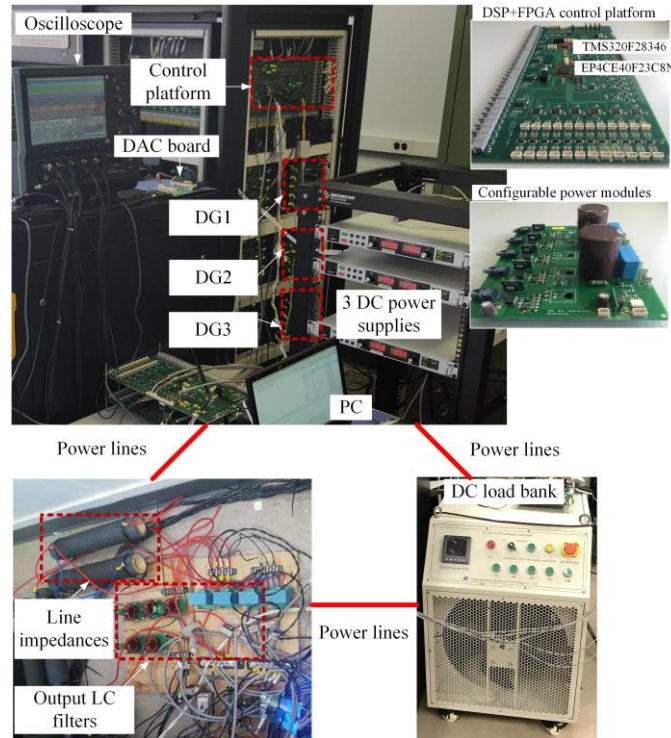 Oscilloscope
Control
platform
DAC board
DG1
DG2
DG3
3 DC power
supplies
PC
DSP+FPGA control platform
TMS320F28346
EP4CE40F23C8N
Configurable power modules
Power lines
Power lines
DC load bank
Line
impedances
Power lines
Output LC
filters